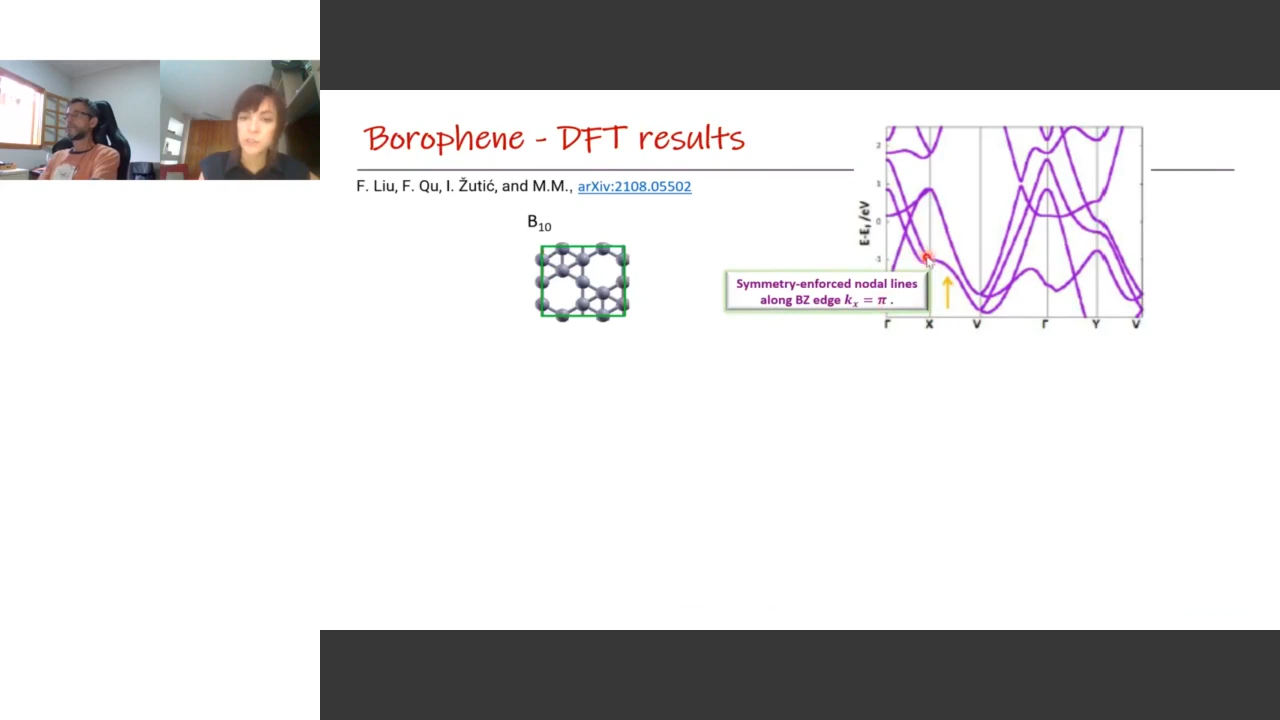 Borophene - DFT results
F. Liu, F. Qu, I. Žutić, and M.M., arXiv:2108.05502
B10
Symmetry-enforced nodal lines
along BZ edge kx = π .
E-Ef/eV
2
1
0
-1
Γ X V Γ Y V